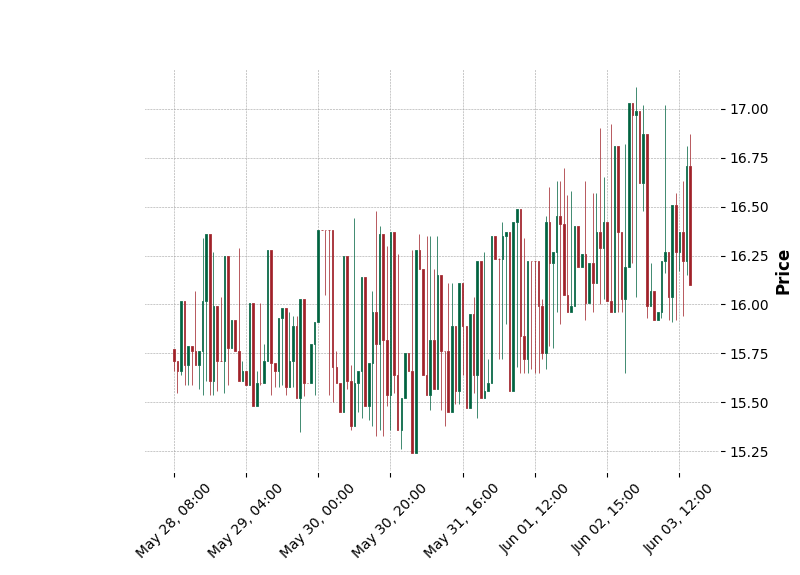 17.00
16.75
16.50
16.25
16.00
15.75
15.50
15.25
Price
May 28, 08:00
May 29, 04:00
May 30, 00:00
May 30, 20:00
May 31, 16:00
Jun 01, 12:00
Jun 02, 15:00
Jun 03, 12:00